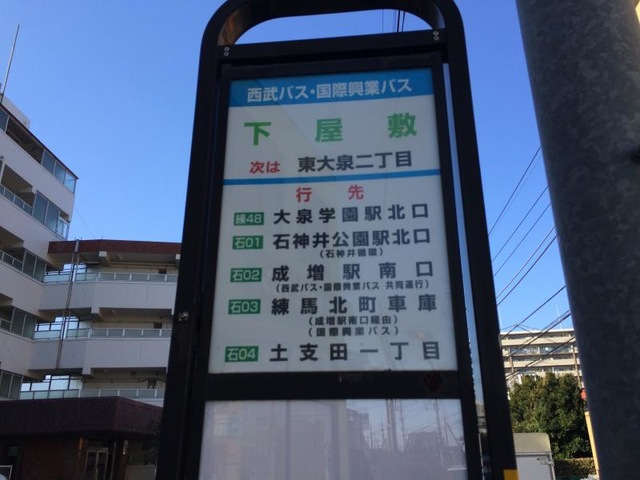 西武バス・国際興業バス
下屋敷
次は 東大泉二丁目
行先
練48 大泉学園駅北口
石01 石神井公園駅北口
(石神井循環)
石02 成増駅南口
(西武バス・国際興業バス 共同運行)
石03 練馬北町車庫
(成増駅南口経由)
(国際興業バス)
石04 土支田一丁目